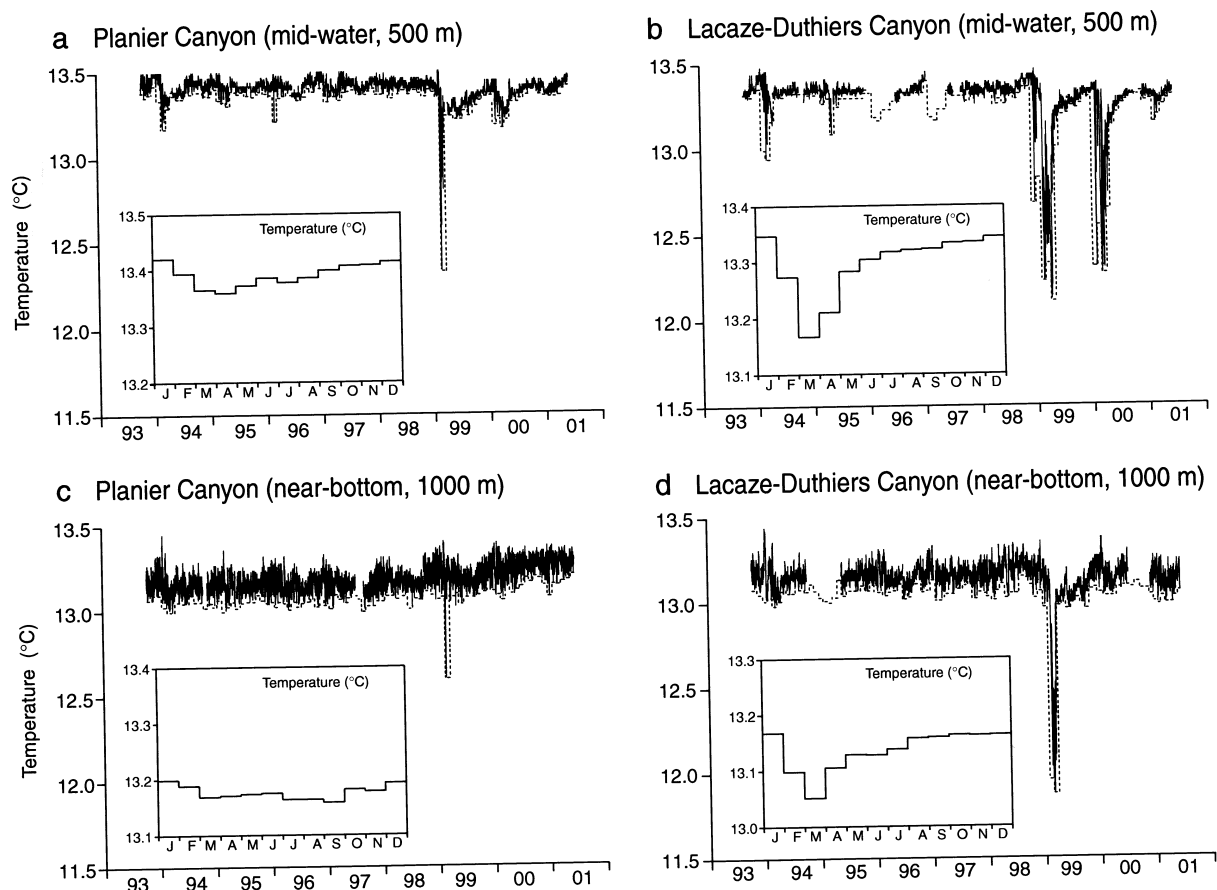 a Planier Canyon (mid-water, 500 m)
13.5
13.0
12.5
12.0
11.5
Temperature (°C)
93 94 95 96 97 98 99 00 01
Temperature (°C)
13.5
13.4
13.3
13.2
J F M A M J J A S O N D
b Lacaze-Duthiers Canyon (mid-water, 500 m)
13.5
13.0
12.5
12.0
11.5
93 94 95 96 97 98 99 00 01
Temperature (°C)
13.4
13.3
13.2
13.1
J F M A M J J A S O N D
c Planier Canyon (near-bottom, 1000 m)
13.5
13.0
12.5
12.0
11.5
Temperature (°C)
93 94 95 96 97 98 99 00 01
Temperature (°C)
13.4
13.3
13.2
13.1
J F M A M J J A S O N D
d Lacaze-Duthiers Canyon (near-bottom, 1000 m)
13.5
13.0
12.5
12.0
11.5
93 94 95 96 97 98 99 00 01
Temperature (°C)
13.3
13.2
13.1
13.0
J F M A M J J A S O N D